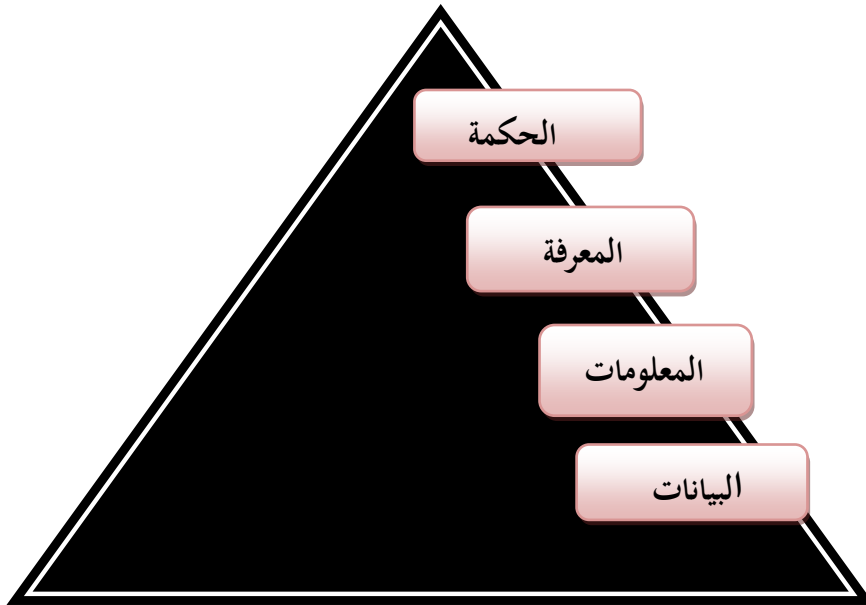 الحكمة
المعرفة
المعلومات
البيانات